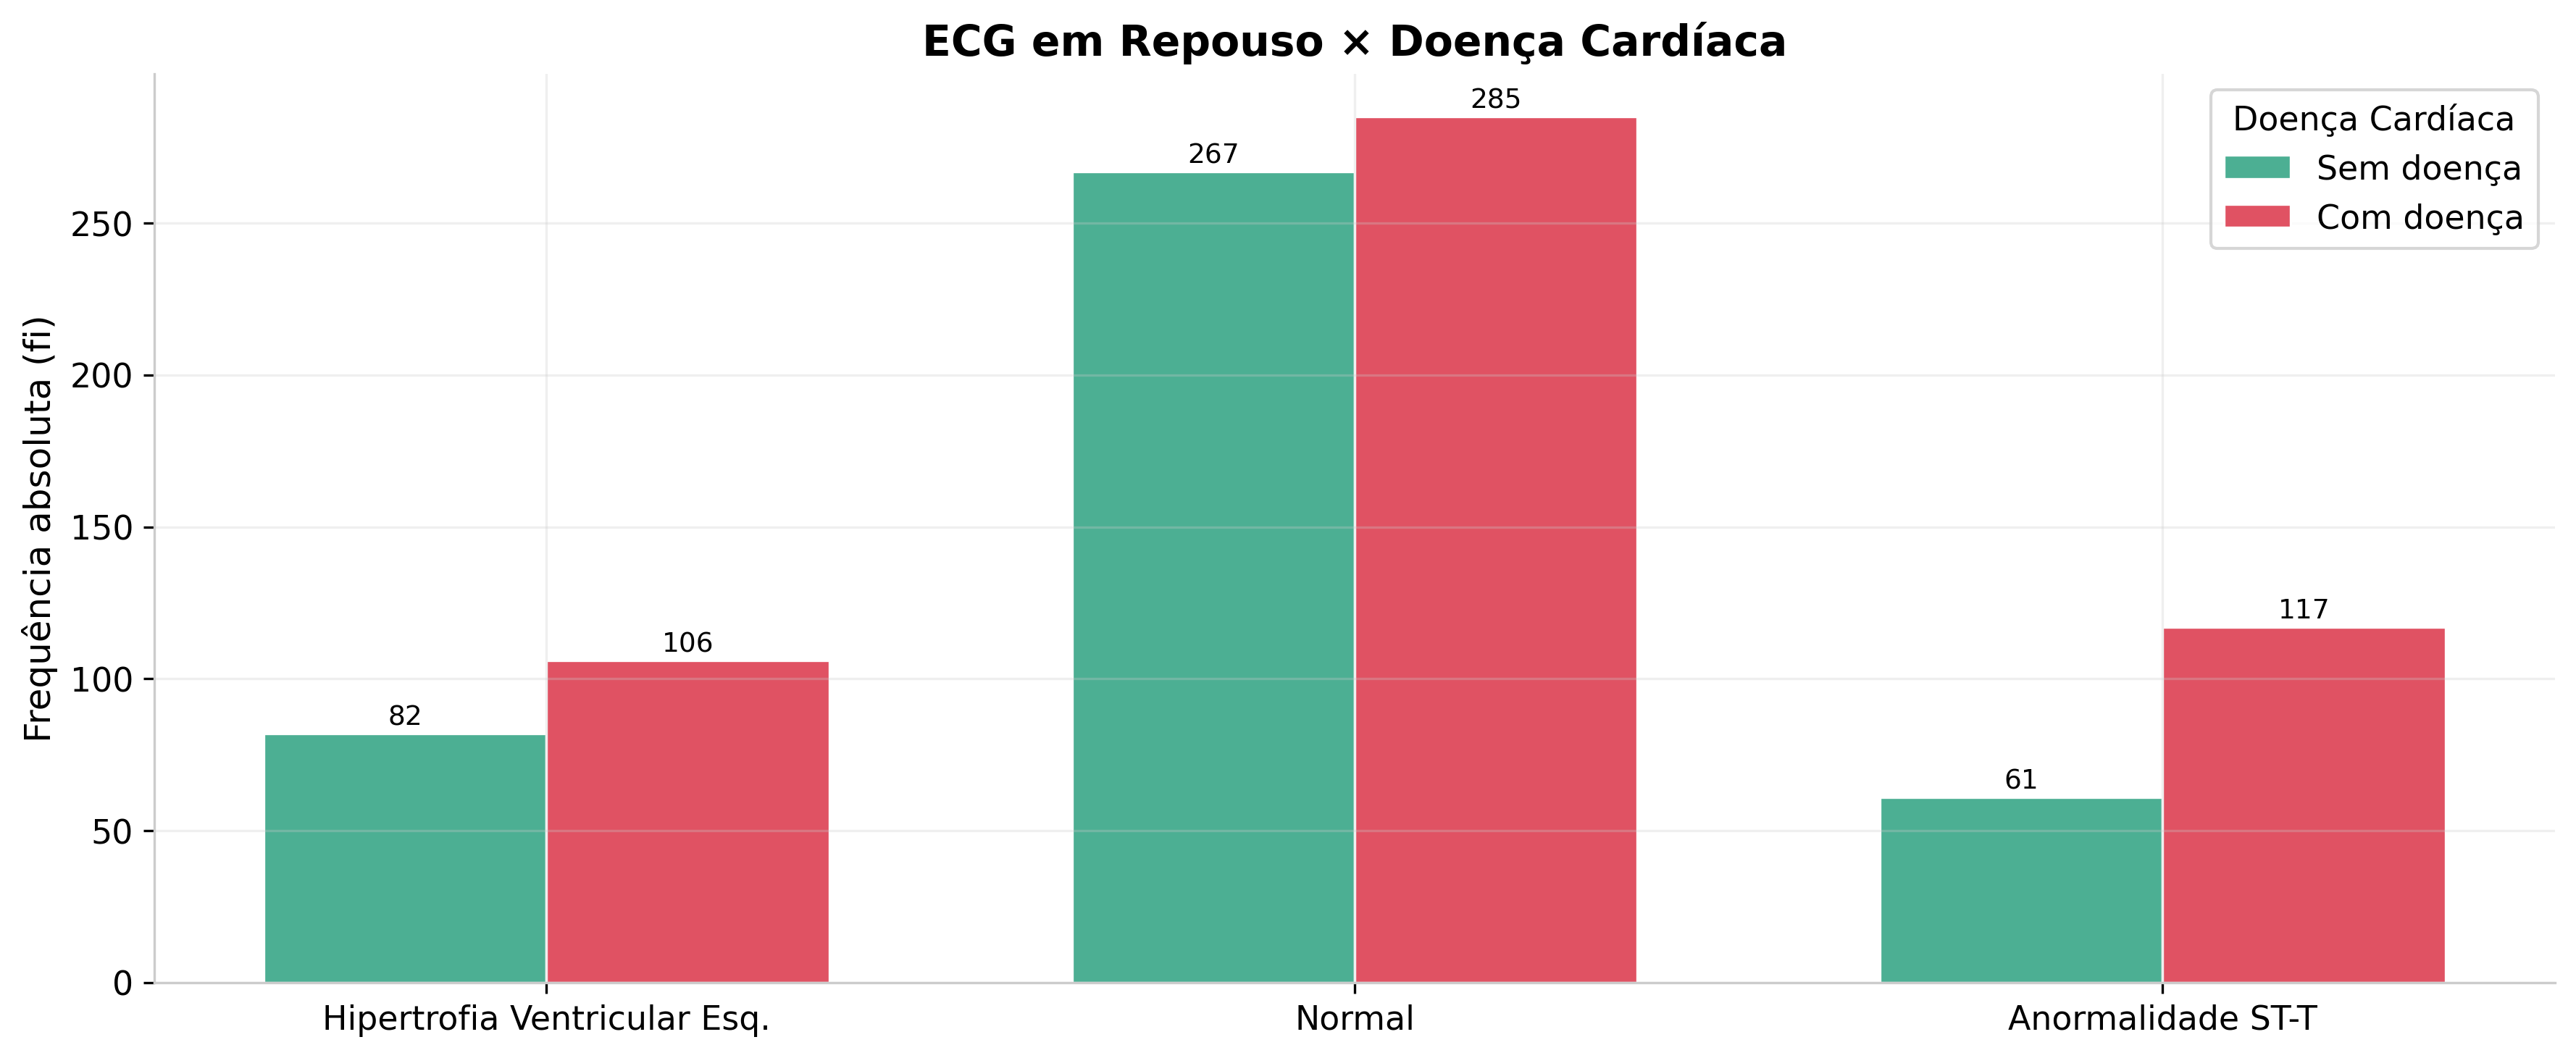 ECG em Repouso × Doença Cardíaca
Doença Cardíaca
Sem doença
Com doença
Frequência absoluta (fi)
250
200
150
100
50
0
82
106
267
285
61
117
Hipertrofia Ventricular Esq.
Normal
Anormalidade ST-T